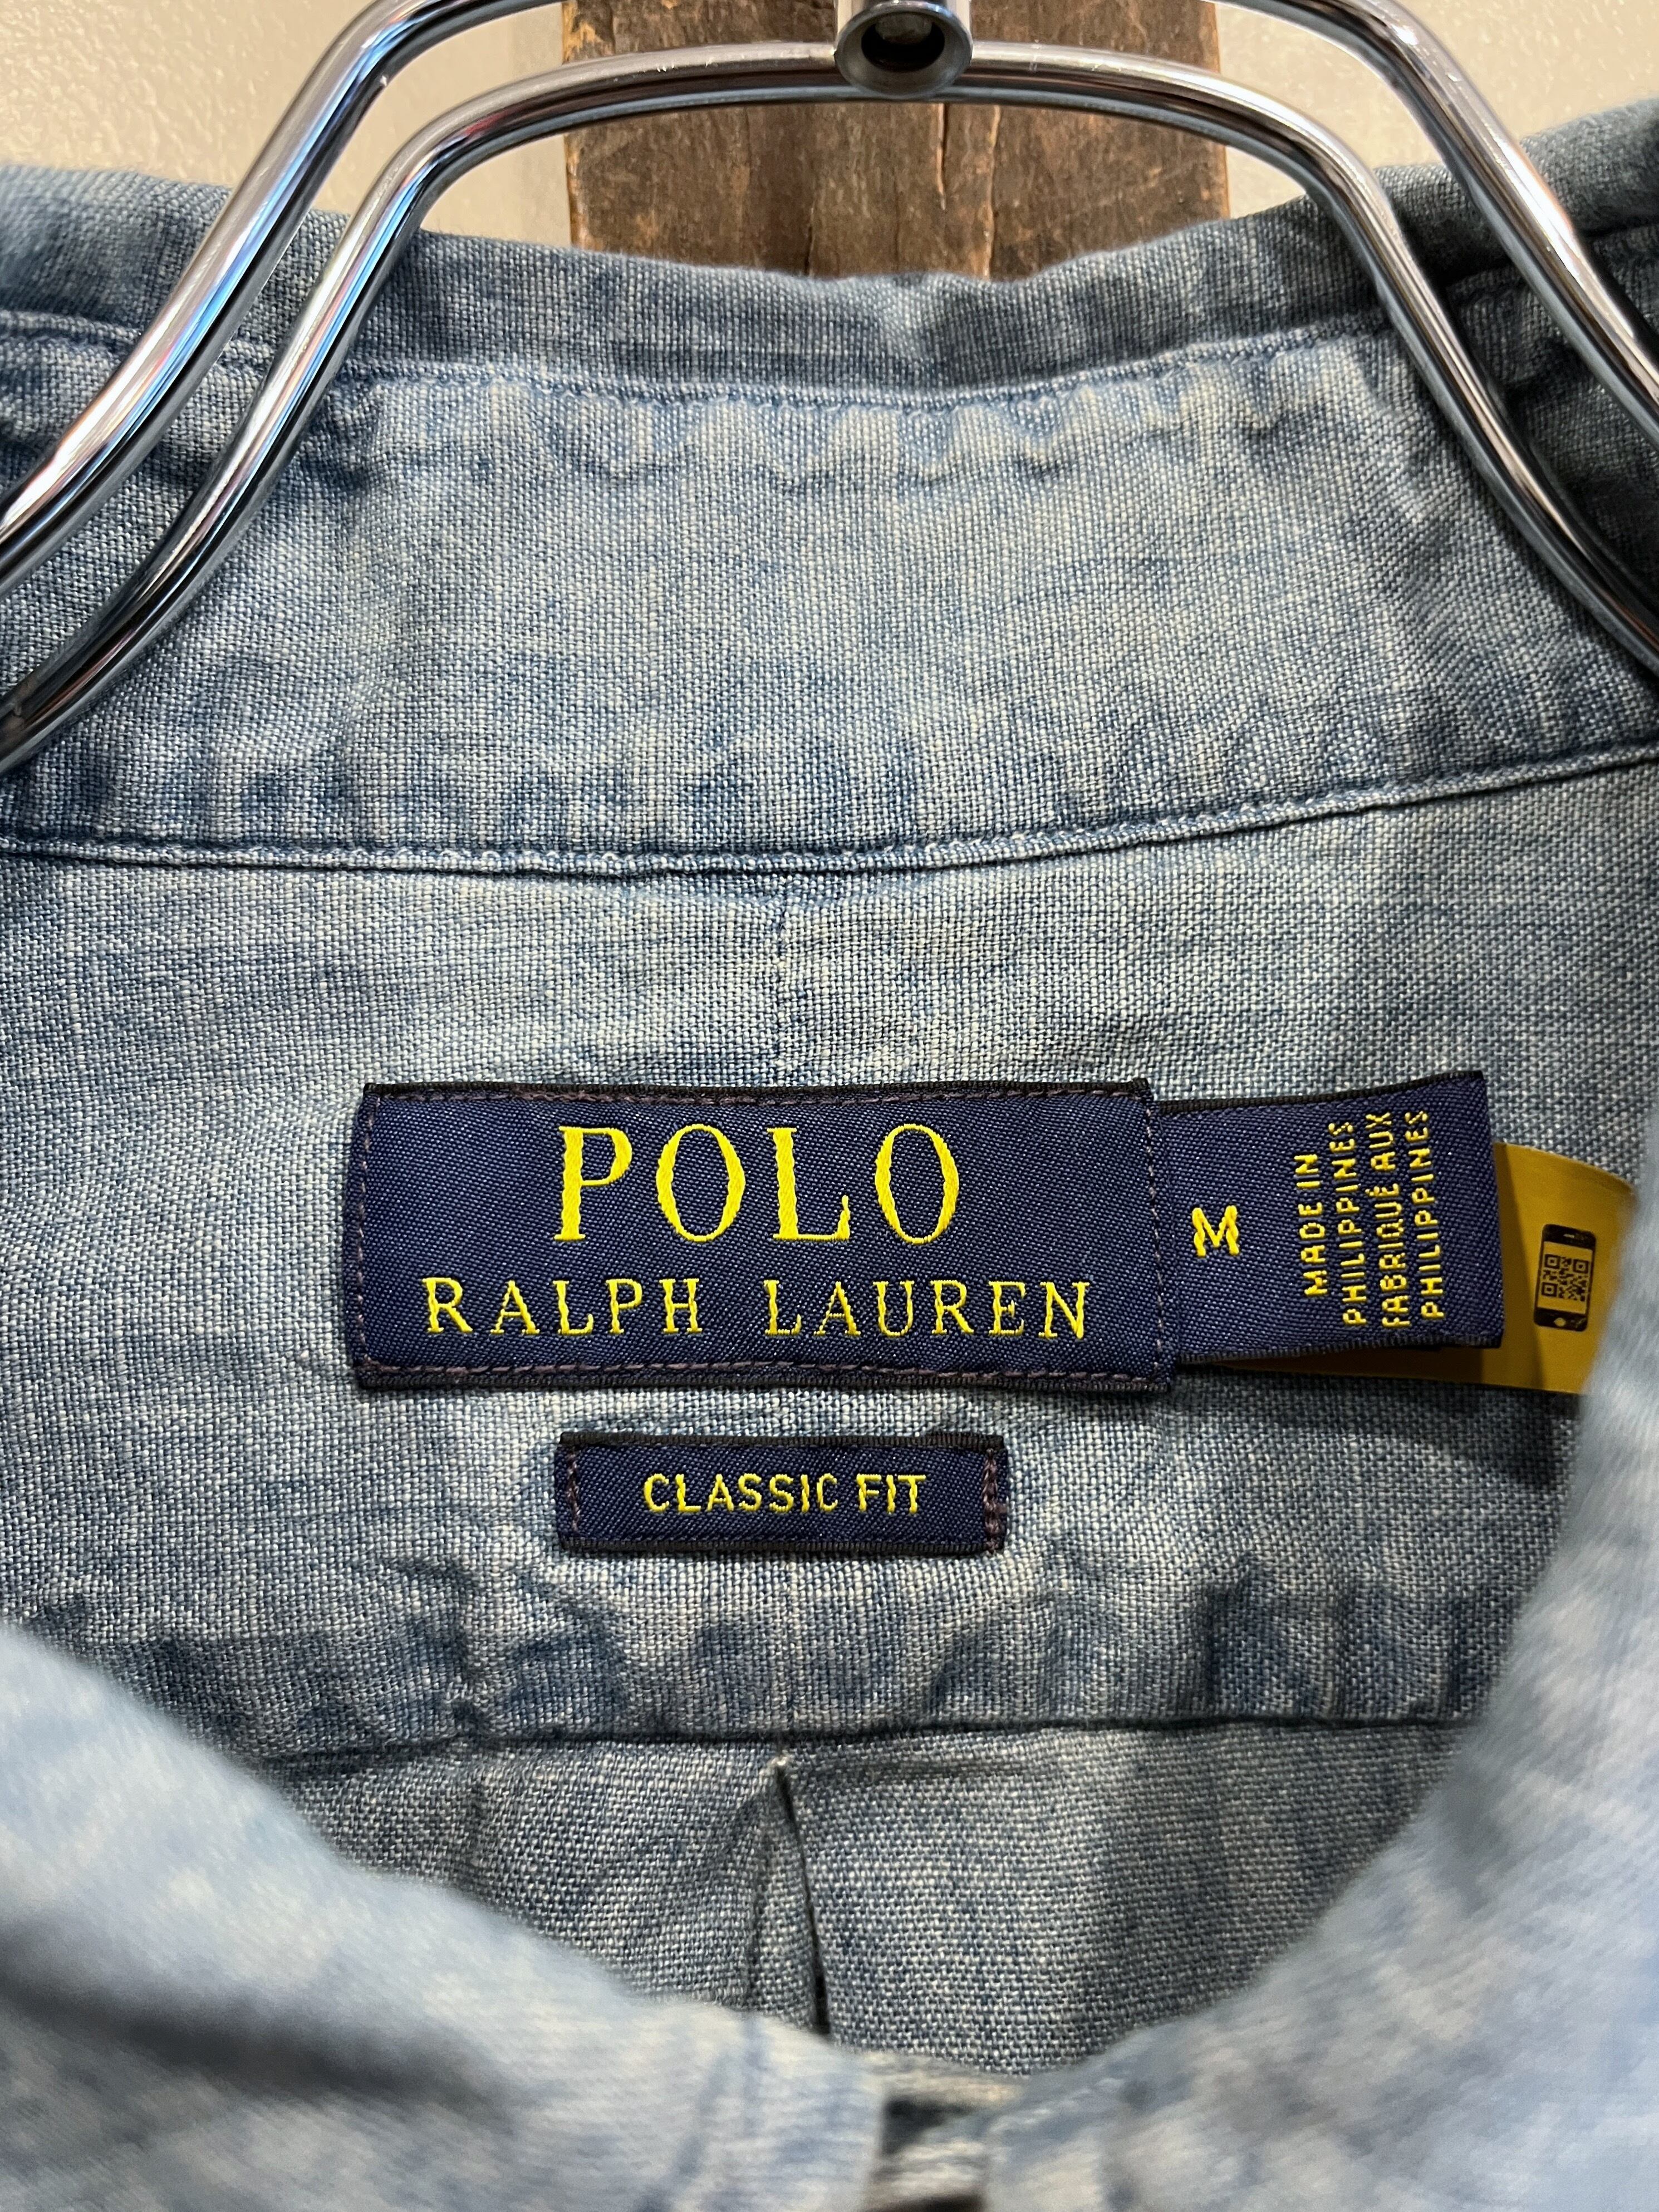 POLO
RALPH LAUREN
M
MADE IN
PHILIPPINES
FABRIQUÉ AUX
PHILIPPINES
CLASSIC FIT